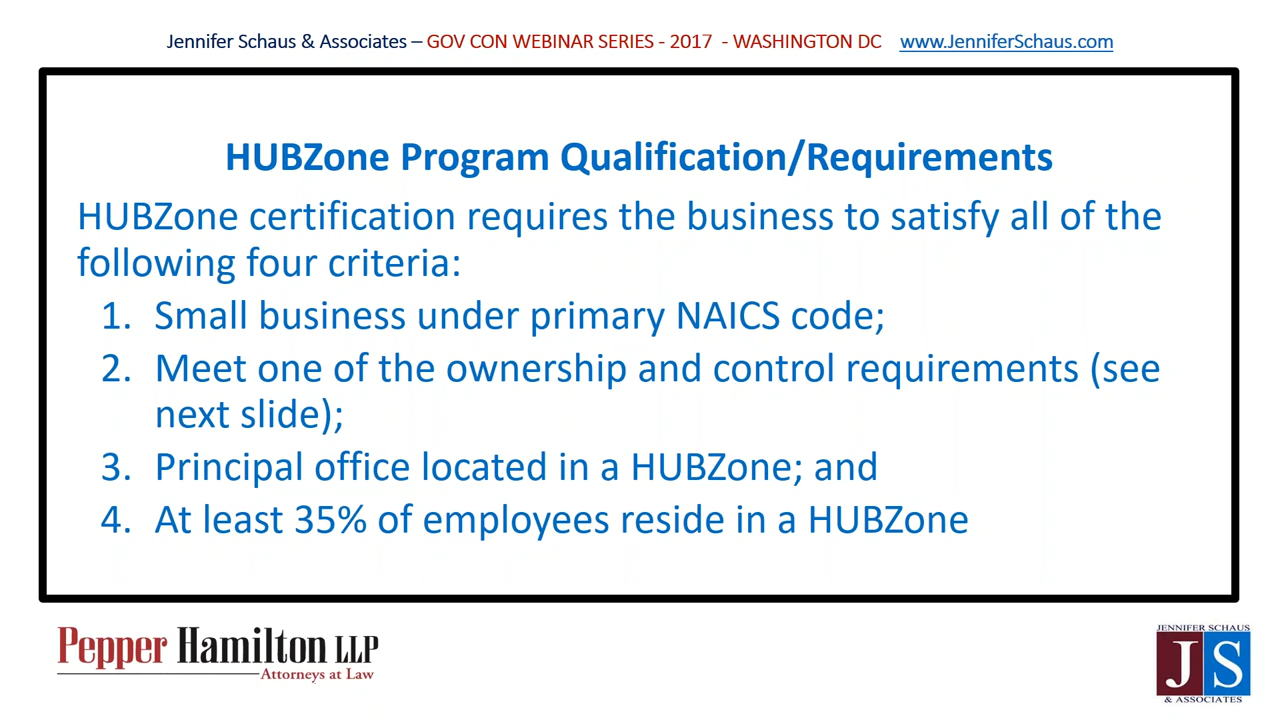 Jennifer Schaus & Associates – GOV CON WEBINAR SERIES - 2017 - WASHINGTON DC www.JenniferSchaus.com
HUBZone Program Qualification/Requirements
HUBZone certification requires the business to satisfy all of the
following four criteria:
1. Small business under primary NAICS code;
2. Meet one of the ownership and control requirements (see
next slide);
3. Principal office located in a HUBZone; and
4. At least 35% of employees reside in a HUBZone
Pepper Hamilton LLP
Attorneys at Law
JENNIFER SCHAUS
JS
& ASSOCIATES